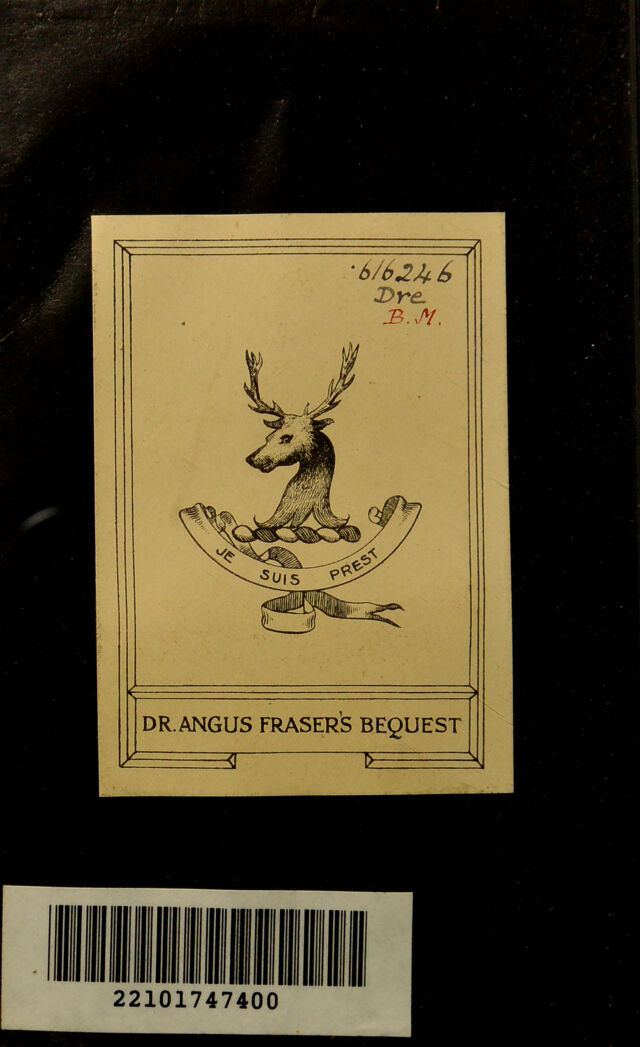 ·616246
Dre
B. M.
JE SUIS PREST
DR. ANGUS FRASER'S BEQUEST
22101747400